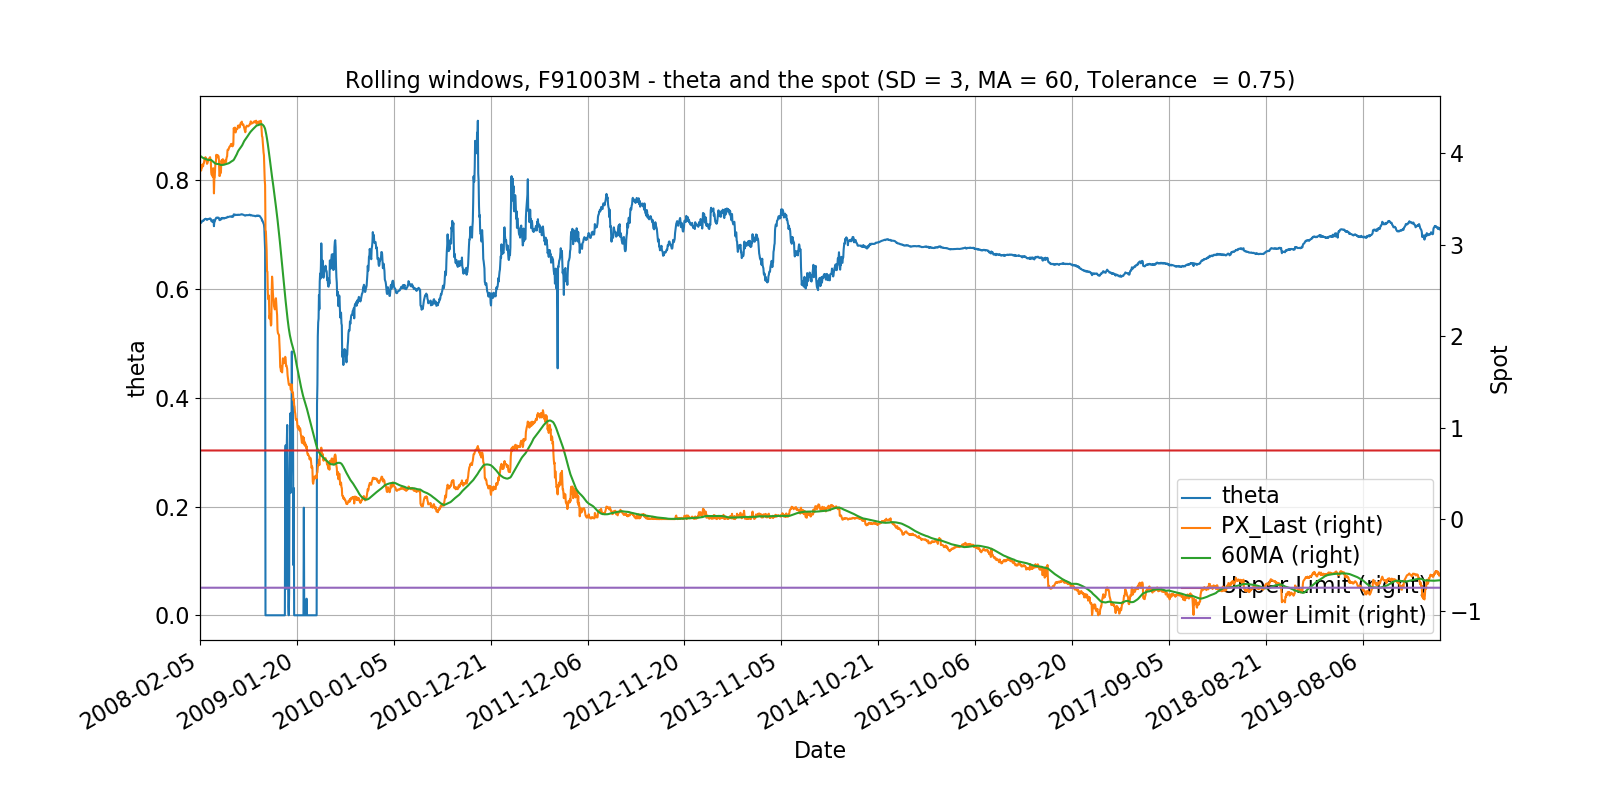 Rolling windows, F91003M - theta and the spot (SD = 3, MA = 60, Tolerance  = 0.75)
theta
0.8
0.6
0.4
0.2
0.0
Spot
4
3
2
1
0
−1
theta
PX_Last (right)
60MA (right)
Upper Limit (right)
Lower Limit (right)
2008-02-05
2009-01-20
2010-01-05
2010-12-21
2011-12-06
2012-11-20
2013-11-05
2014-10-21
2015-10-06
2016-09-20
2017-09-05
2018-08-21
2019-08-06
Date